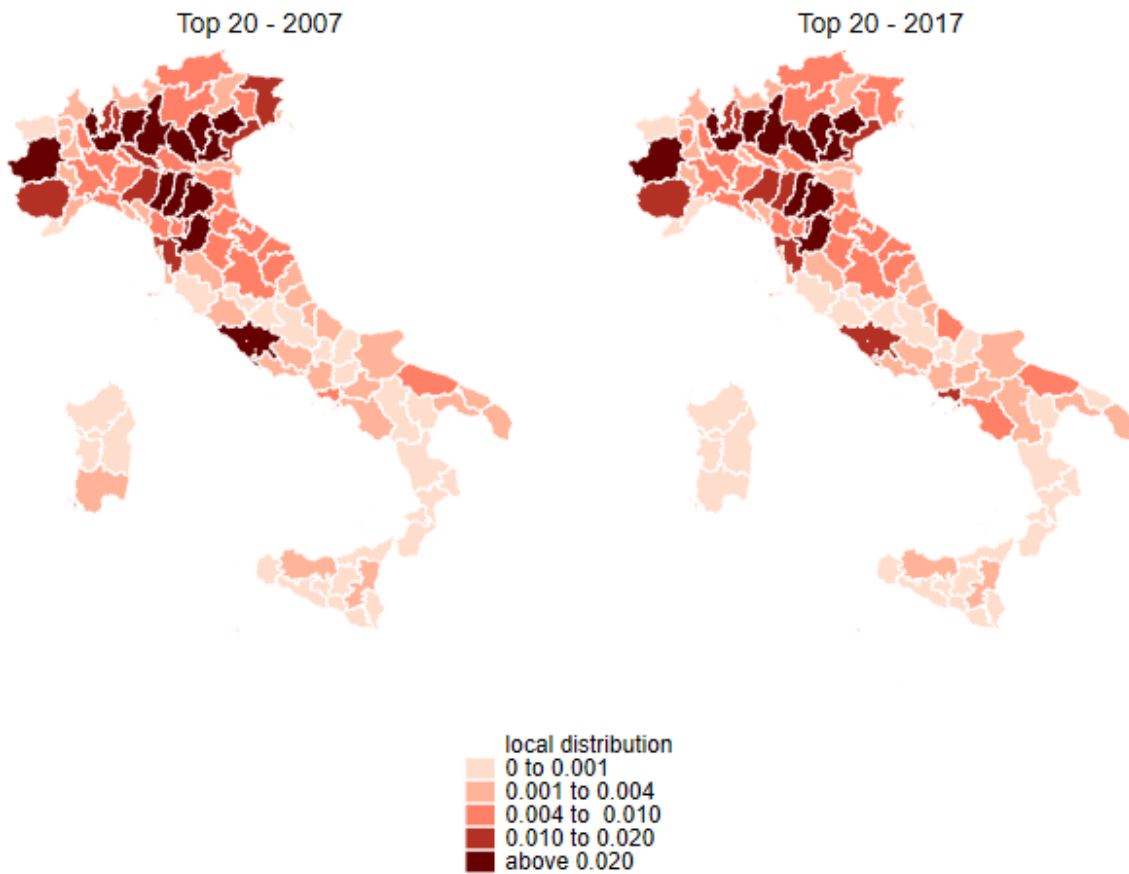 Top 20 - 2007
Top 20 - 2017
local distribution
0 to 0.001
0.001 to 0.004
0.004 to  0.010
0.010 to 0.020
above 0.020